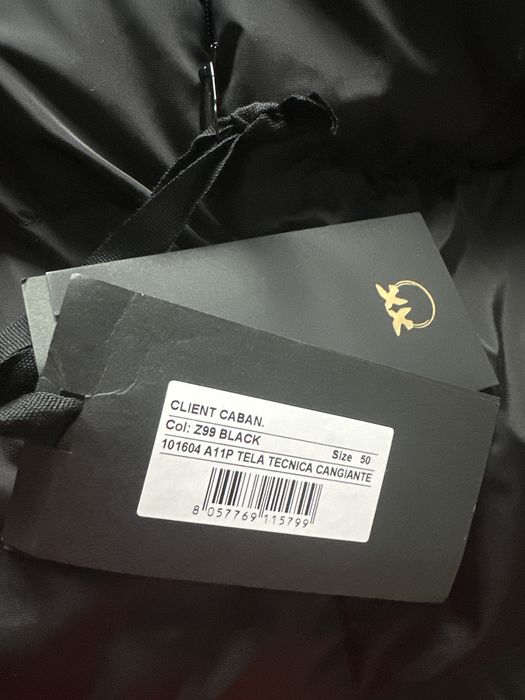 CLIENT CABAN.
Col: Z99 BLACK
Size 50
101604 A11P TELA TECNICA CANGIANTE
8 057769 115799